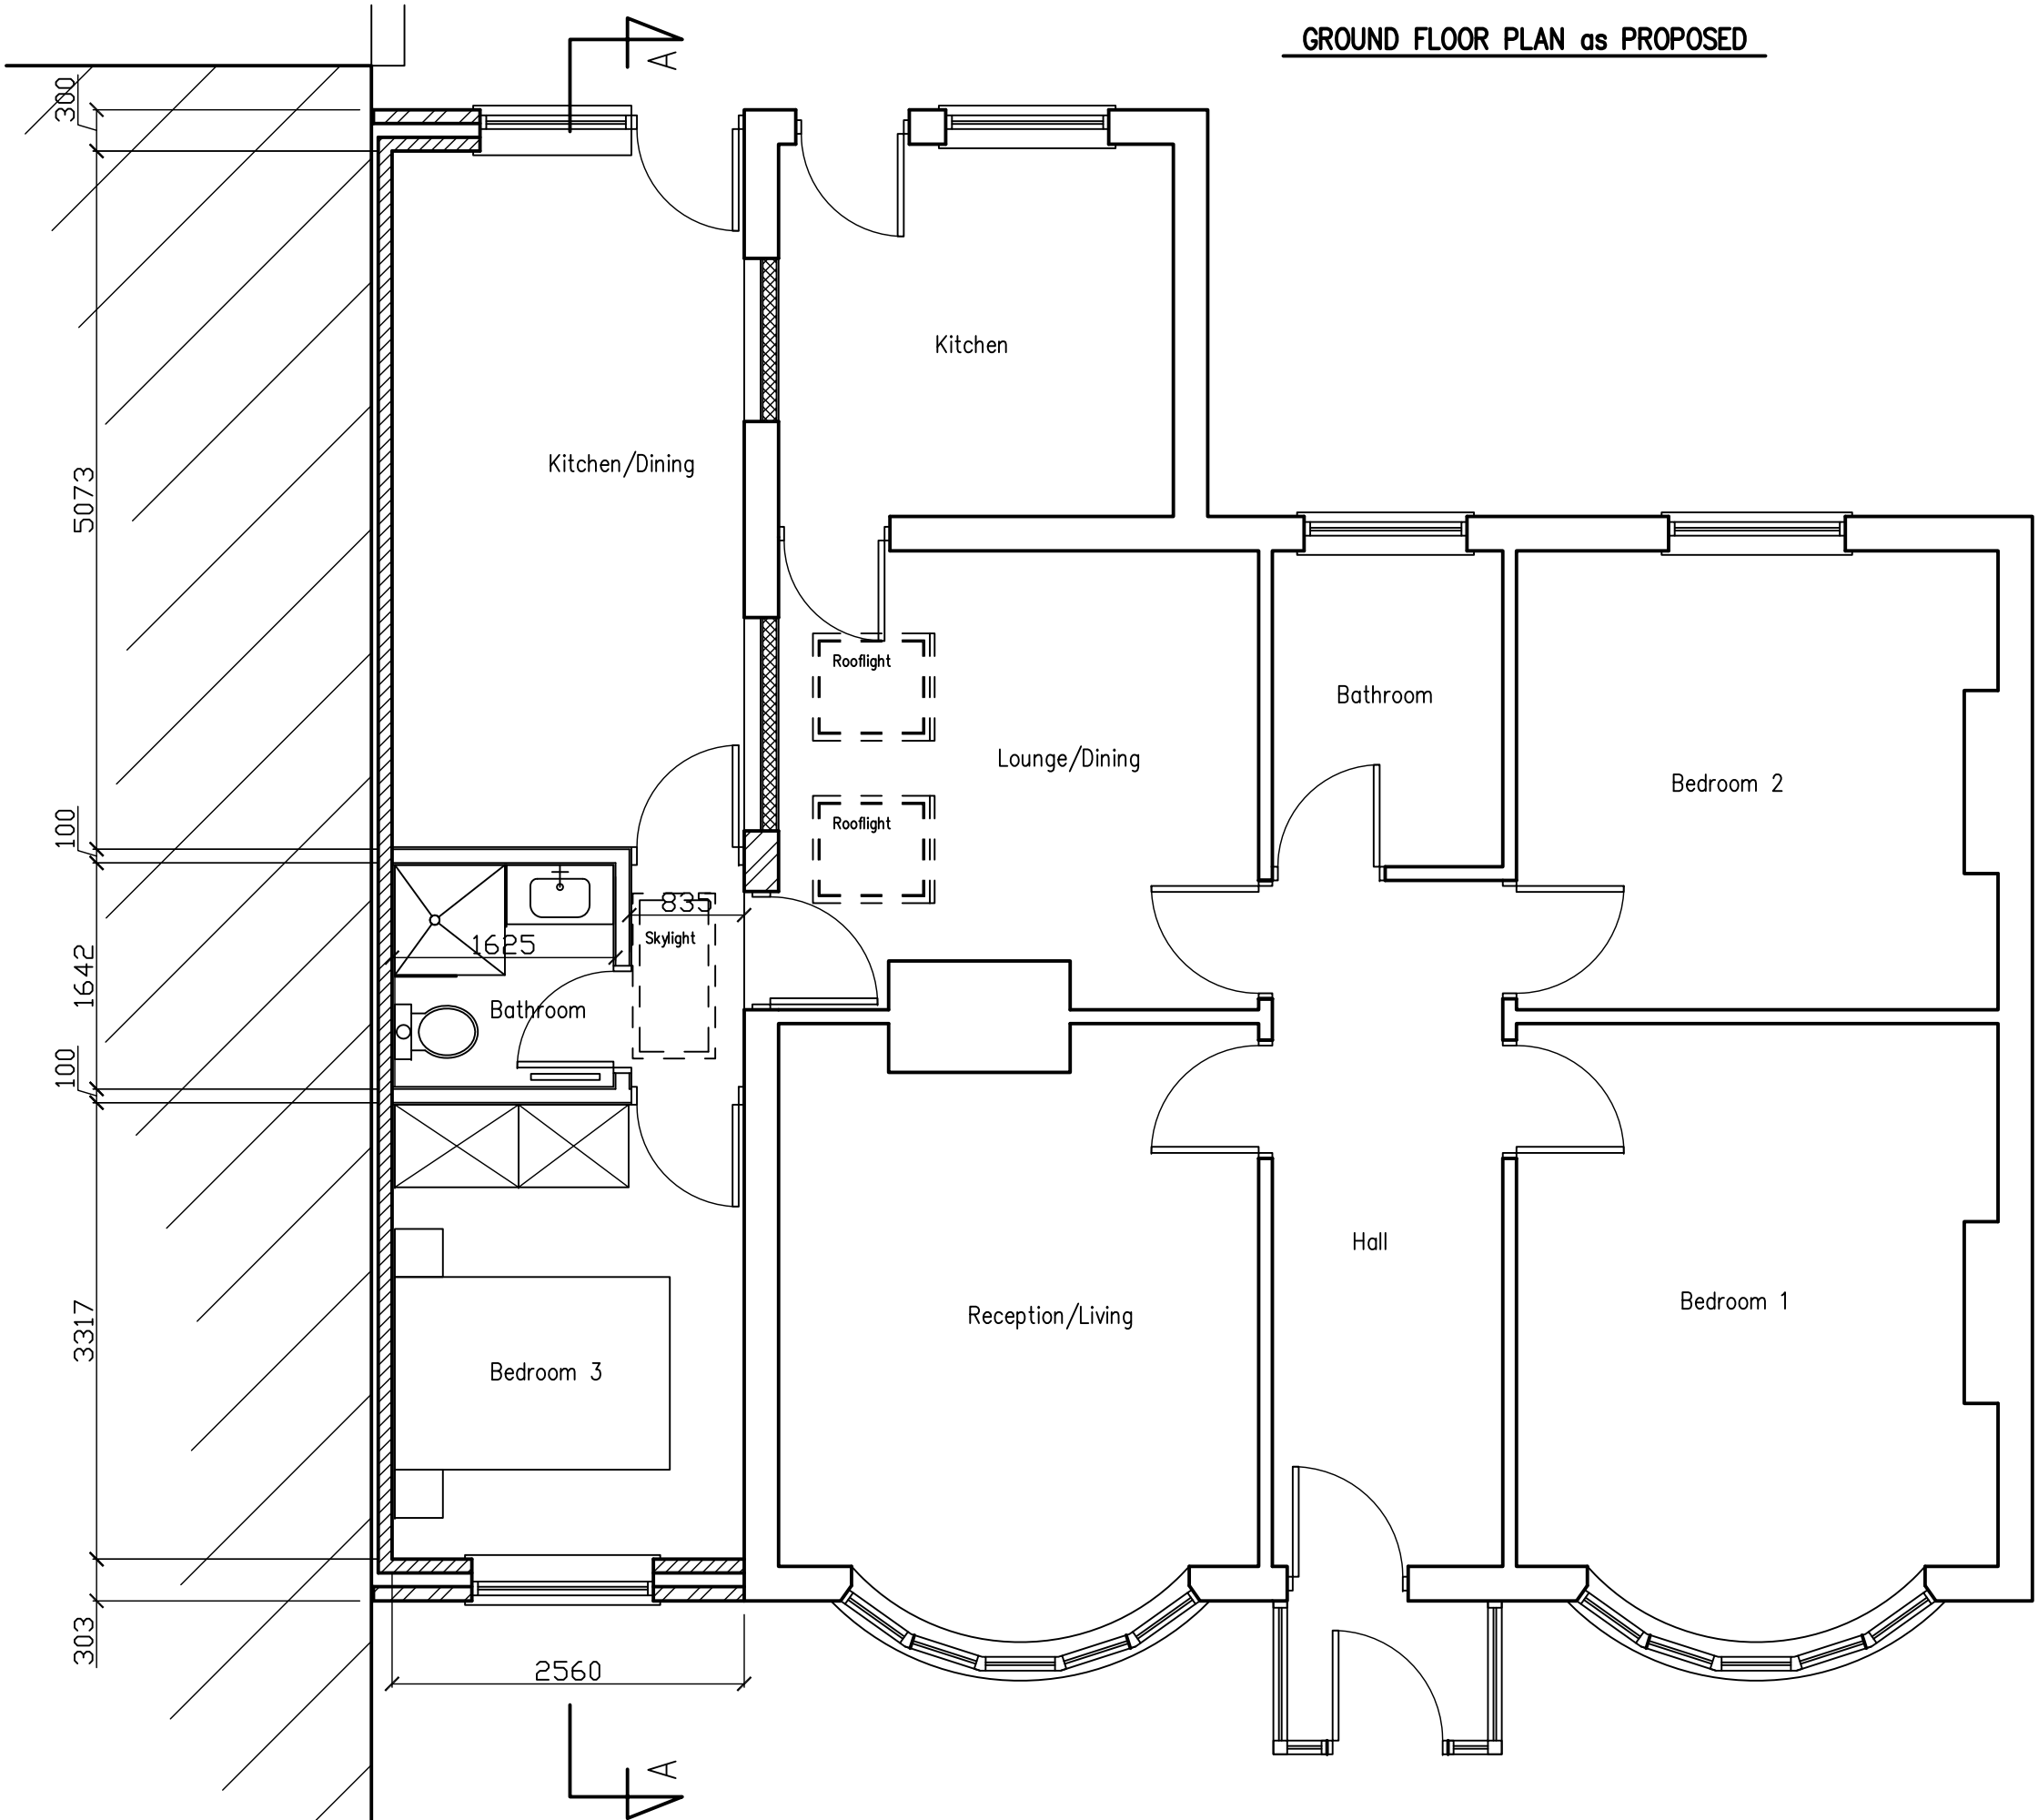 GROUND FLOOR PLAN as PROPOSED
A
300
Kitchen
Kitchen/Dining
5073
Rooflight
Bathroom
Lounge/Dining
Bedroom 2
Rooflight
100
835
Skylight
1625
1642
Bathroom
100
Hall
Bedroom 1
Reception/Living
3317
Bedroom 3
303
2560
A